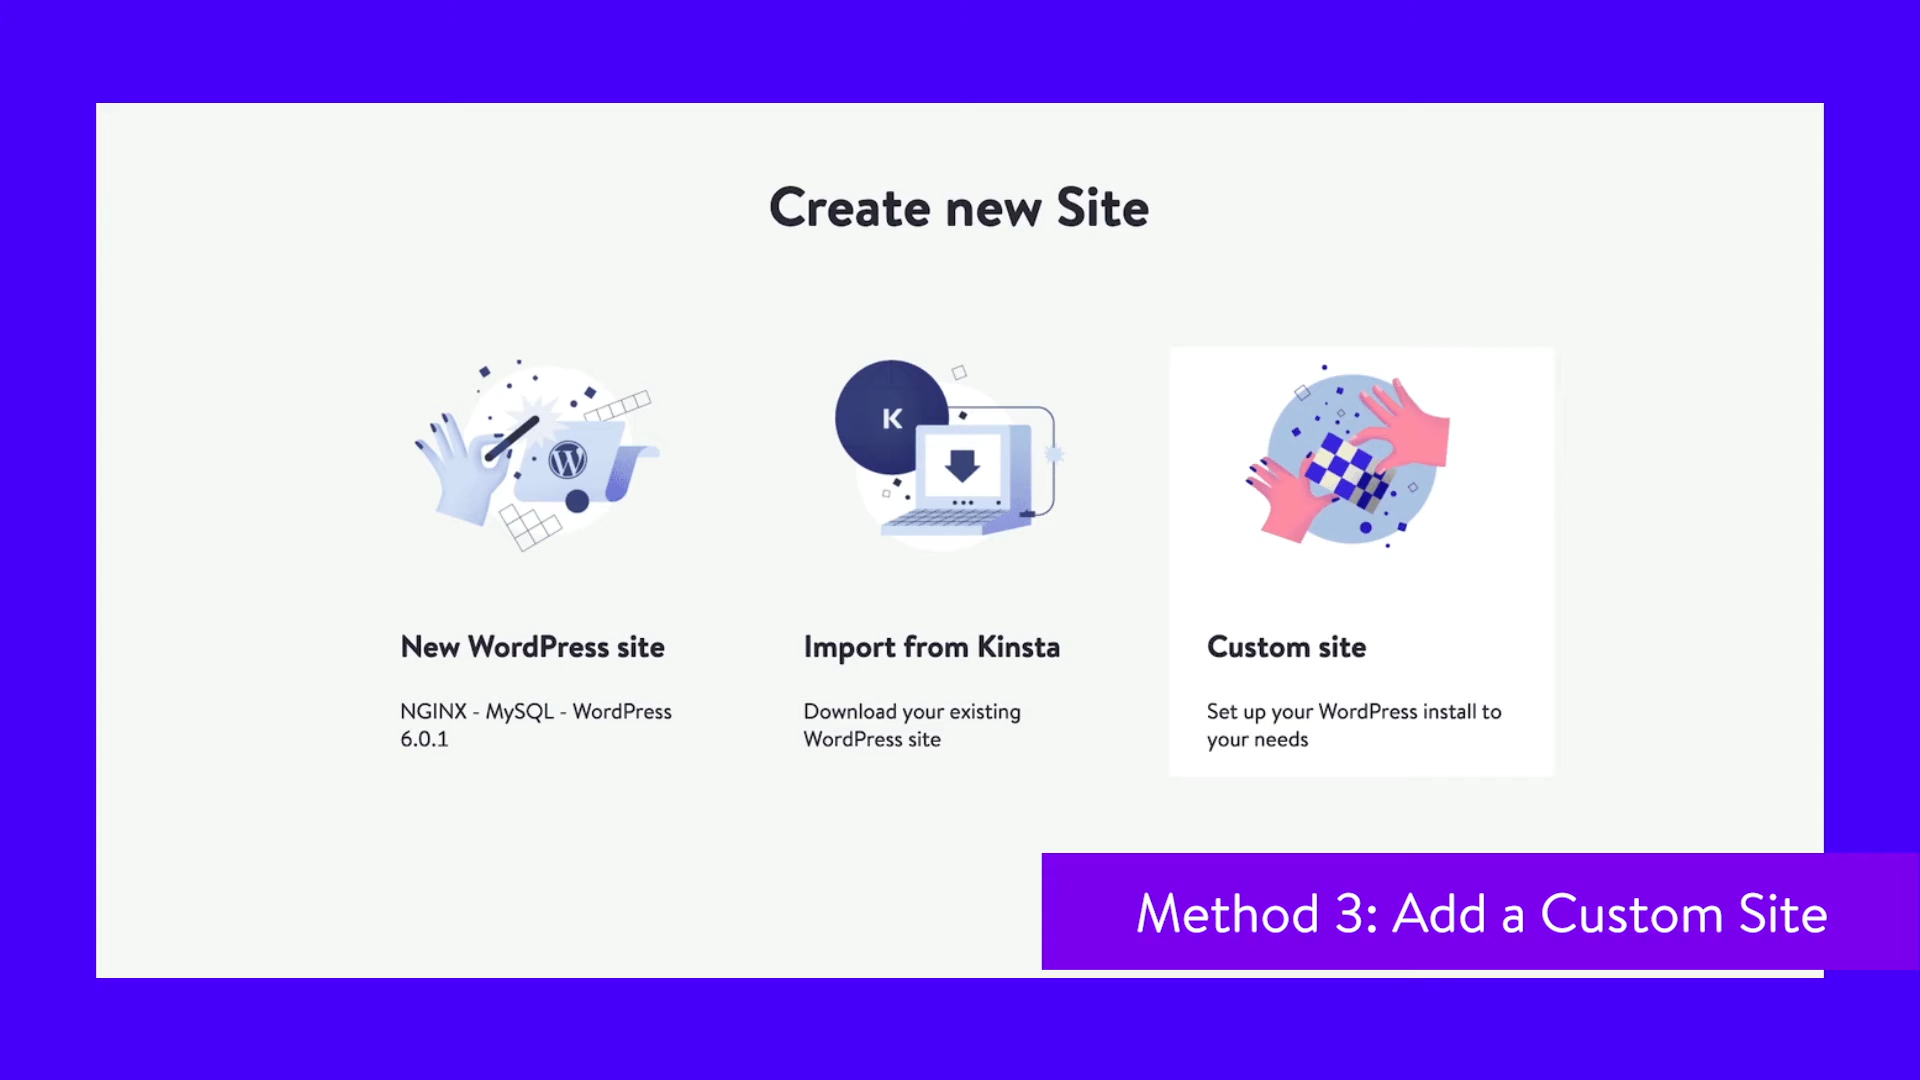 Create new Site
K
New WordPress site
NGINX - MySQL - WordPress
6.0.1
Import from Kinsta
Download your existing
WordPress site
Custom site
Set up your WordPress install to
your needs
Method 3: Add a Custom Site